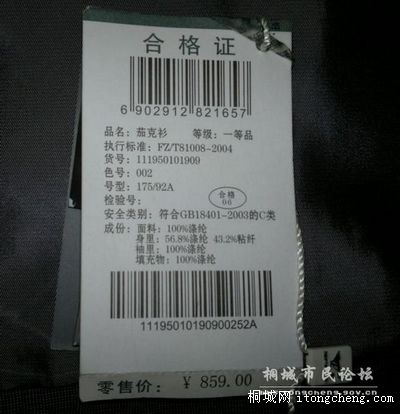 合格证
6 902912 821657
品名：茄克衫 等级：一等品
执行标准：FZ/T81008-2004
货号：111950101909
色号：002
号型：175/92A
检验号： 合格 06
安全类别：符合GB18401-2003的C类
成份：面料：100%涤纶
身里：56.8%涤纶 43.2%粘纤
袖里：100%涤纶
填充物：100%涤纶
11195010190900252A
零售价：￥859.00
桐城市民论坛
桐城网 itongcheng.com